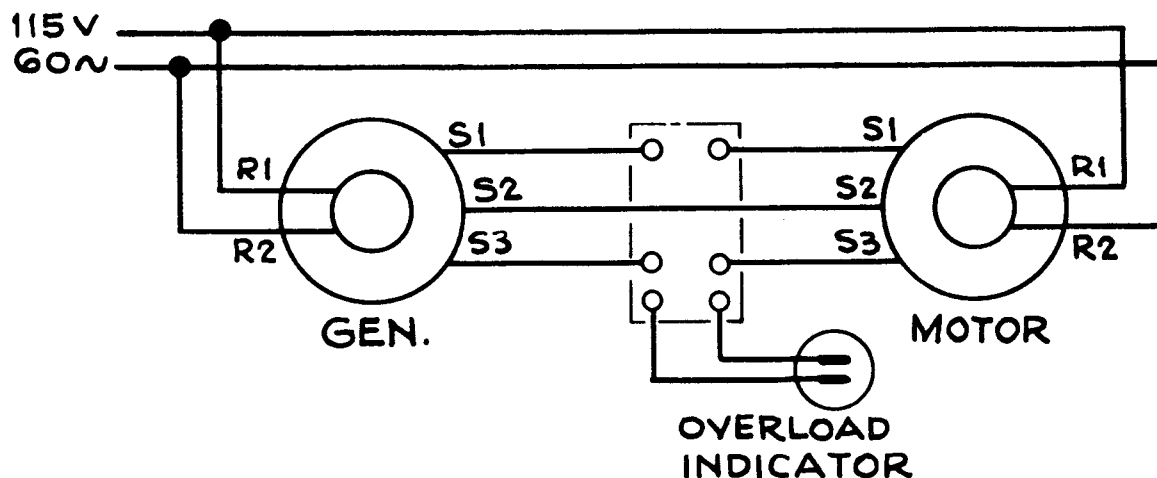 115V
60~
S1
S1
R1
R1
S2
S2
R2
S3
S3
R2
GEN.
MOTOR
OVERLOAD
INDICATOR